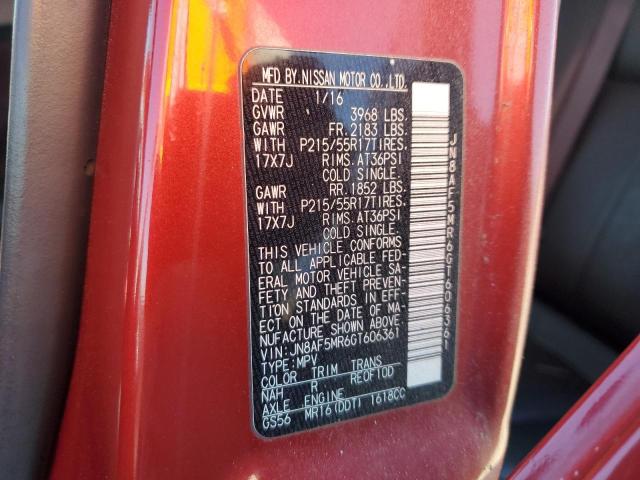 MFD BY.NISSAN MOTOR CO.,LTD.
DATE 1/16
GVWR 3968 LBS.
GAWR FR.2183 LBS.
WITH P215/55R17TIRES.
17X7J RIMS.AT36PSI
COLD SINGLE.
GAWR RR.1852 LBS.
WITH P215/55R17TIRES.
17X7J RIMS.AT36PSI
COLD SINGLE.
THIS VEHICLE CONFORMS
TO ALL APPLICABLE FED-
ERAL MOTOR VEHICLE SA-
FETY AND THEFT PREVEN-
TION STANDARDS IN EFF-
ECT ON THE DATE OF MA-
NUFACTURE SHOWN ABOVE.
VIN:JN8AF5MR6GT606361
TYPE:MPV
COLOR TRIM TRANS
NAH R RE0F10D
AXLE ENGINE
GS56 MR16(DDT) 1618CC
JN8AF5MR6GT606361